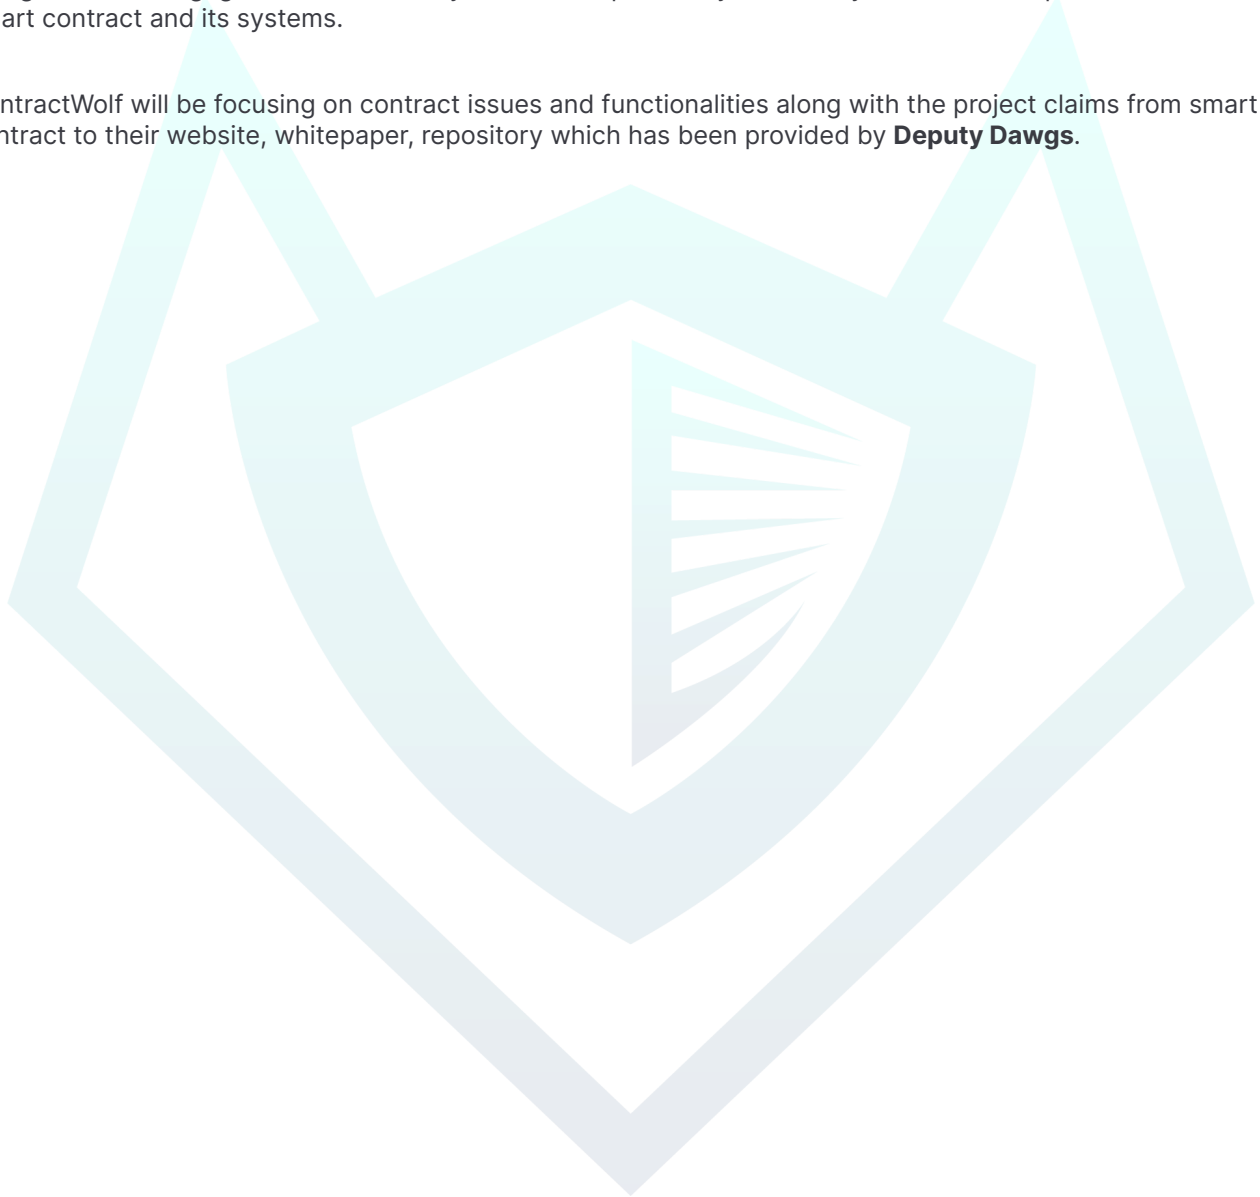 art contract and its systems.
ntractWolf will be focusing on contract issues and functionalities along with the project claims from smart
ntract to their website, whitepaper, repository which has been provided by Deputy Dawgs.